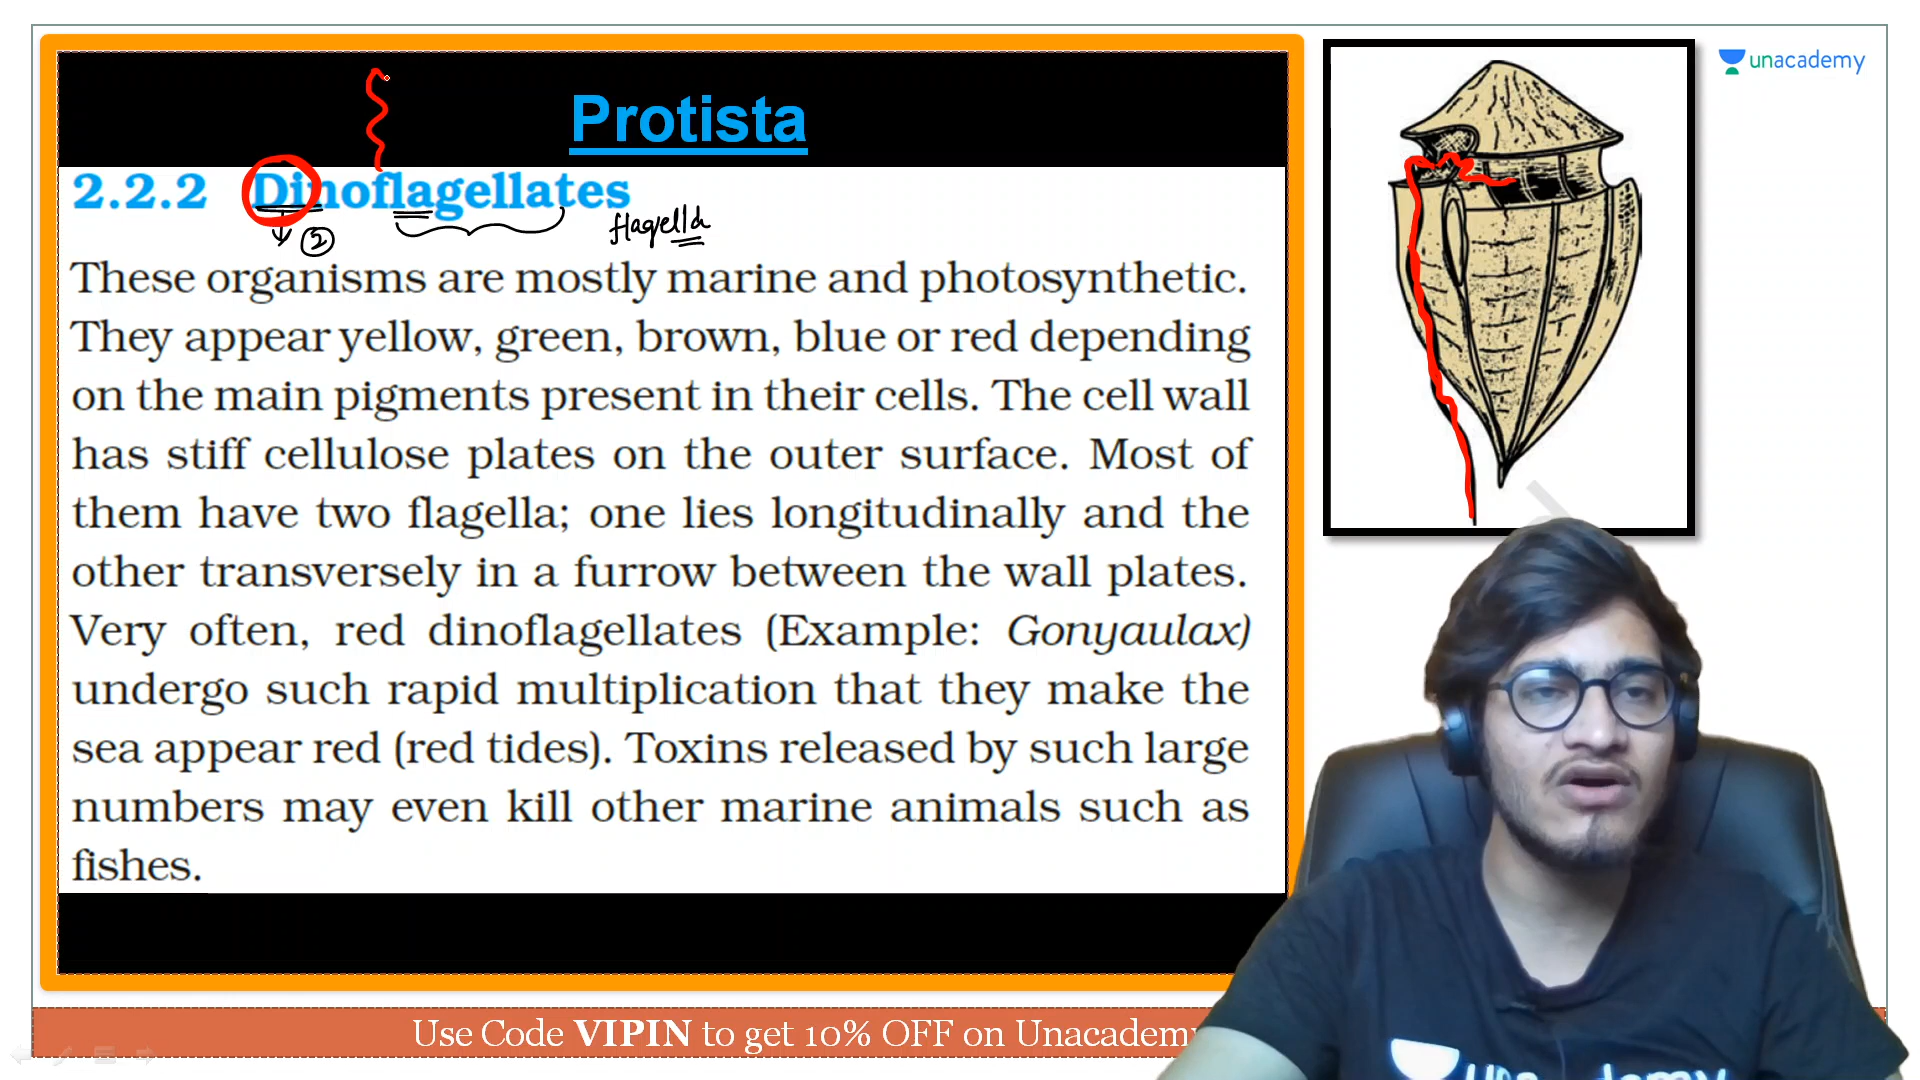 Protista
unacademy
2.2.2 Dinoflagellates
2
flagella
These organisms are mostly marine and photosynthetic.
They appear yellow, green, brown, blue or red depending
on the main pigments present in their cells. The cell wall
has stiff cellulose plates on the outer surface. Most of
them have two flagella; one lies longitudinally and the
other transversely in a furrow between the wall plates.
Very often, red dinoflagellates (Example: Gonyaulax)
undergo such rapid multiplication that they make the
sea appear red (red tides). Toxins released by such large
numbers may even kill other marine animals such as
fishes.
Use Code VIPIN to get 10% OFF on Unacademy